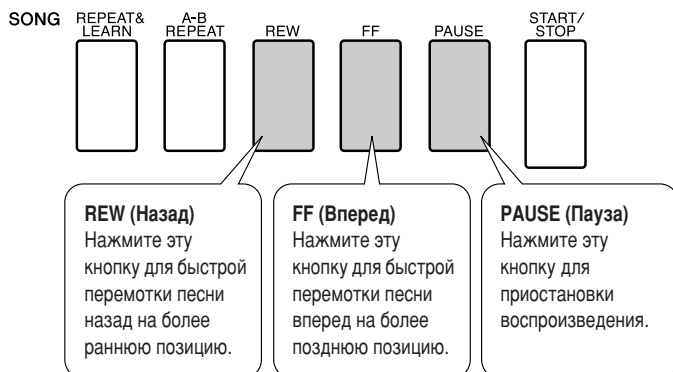 SONG
REPEAT&
LEARN
A-B
REPEAT
REW
FF
PAUSE
START/
STOP
REW (Назад)
Нажмите эту
кнопку для быстрой
перемотки песни
назад на более
раннюю позицию.
FF (Вперед)
Нажмите эту
кнопку для быстрой
перемотки песни
вперед на более
позднюю позицию.
PAUSE (Пауза)
Нажмите эту
кнопку для
приостановки
воспроизведения.